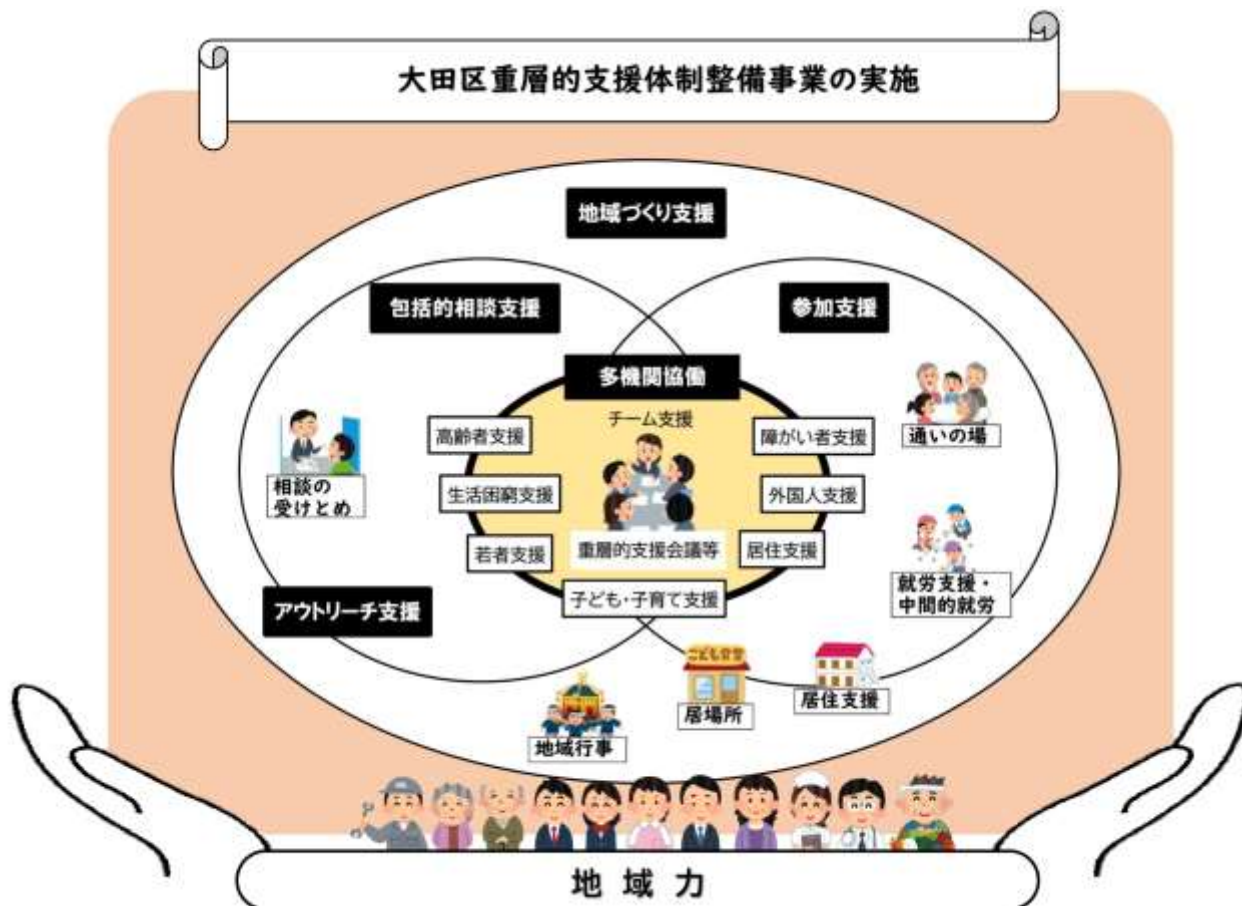 大田区重層的支援体制整備事業の実施
地域づくり支援
包括的相談支援
参加支援
多機関協働
チーム支援
高齢者支援
障がい者支援
通いの場
相談の
受けとめ
生活困窮支援
外国人支援
若者支援
重層的支援会議等
居住支援
就労支援・
中間的就労
アウトリーチ支援
子ども・子育て支援
こども食堂
居場所
居住支援
地域行事
地域力